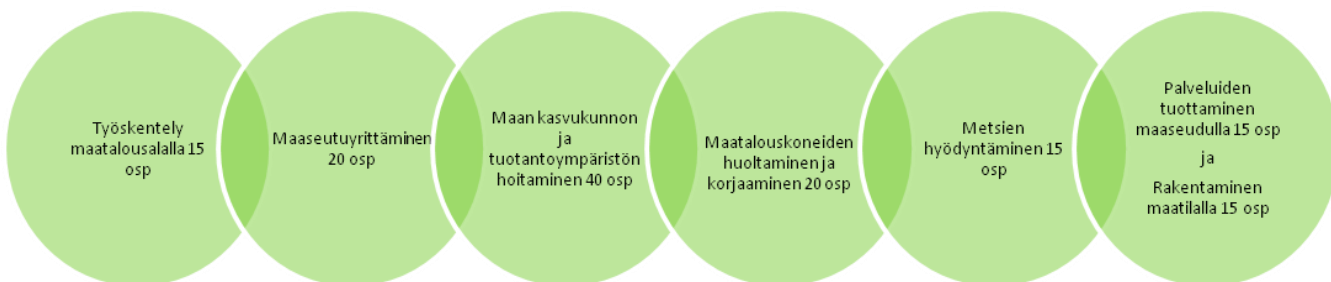 Työskentely
maatalousalalla 15
osp
Maaseutuyrittäminen
20 osp
Maan kasvukunnon
ja
tuotantoympäristön
hoitaminen 40 osp
Maatalouskoneiden
huoltaminen ja
korjaaminen 20 osp
Metsien
hyödyntäminen 15
osp
Palveluiden
tuottaminen
maaseudulla 15 osp
ja
Rakentaminen
maatilalla 15 osp